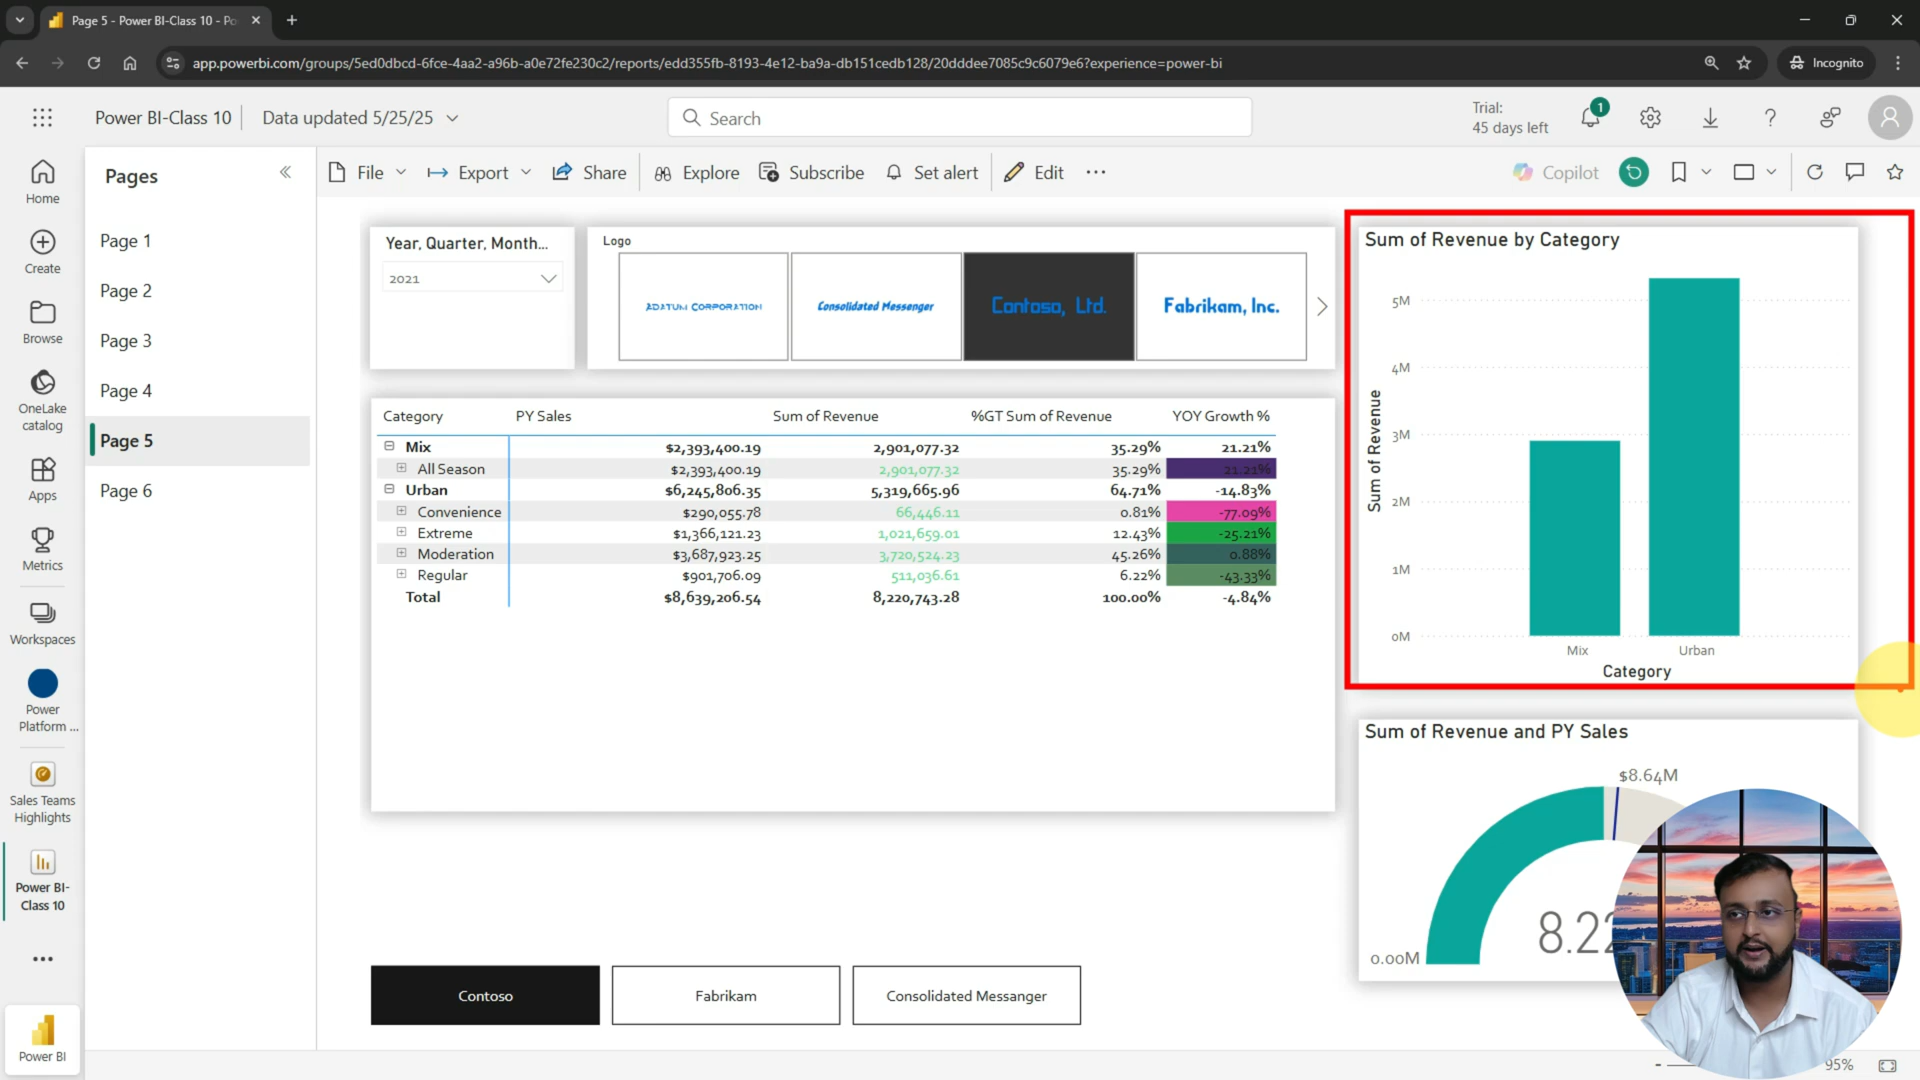 Page 5 - Power BI-Class 10 - Po
app.powerbi.com/groups/5ed0dbcd-6fce-4aa2-a96b-a0e72fe230c2/reports/edd355fb-8193-4e12-ba9a-db151cedb128/20dddee7085c9c6079e6?experience=power-bi
Incognito
Power BI-Class 10
Data updated 5/25/25
Search
Trial:
45 days left
1
Home
Create
Browse
OneLake
catalog
Apps
Metrics
Workspaces
Power
Platform ...
Sales Teams
Highlights
Power BI-
Class 10
Power BI
Pages
Page 1
Page 2
Page 3
Page 4
Page 5
Page 6
File
Export
Share
Explore
Subscribe
Set alert
Edit
Copilot
Year, Quarter, Month...
2021
Logo
ADATUM CORPORATION
Consolidated Messenger
Contoso, Ltd.
Fabrikam, Inc.
Category PY Sales Sum of Revenue %GT Sum of Revenue YOY Growth %
Mix $2,393,400.19 2,901,077.32 35.29% 21.21%
All Season $2,393,400.19 2,901,077.32 35.29% 21.21%
Urban $6,245,806.35 5,319,665.96 64.71% -14.83%
Convenience $290,055.78 66,446.11 0.81% -77.09%
Extreme $1,366,121.23 1,021,659.01 12.43% -25.21%
Moderation $3,687,923.25 3,720,524.23 45.26% 0.88%
Regular $901,706.09 511,036.61 6.22% -43.33%
Total $8,639,206.54 8,220,743.28 100.00% -4.84%
Contoso
Fabrikam
Consolidated Messanger
Sum of Revenue by Category
Sum of Revenue
5M
4M
3M
2M
1M
0M
Mix
Urban
Category
Sum of Revenue and PY Sales
$8.64M
8.22
0.00M
95%